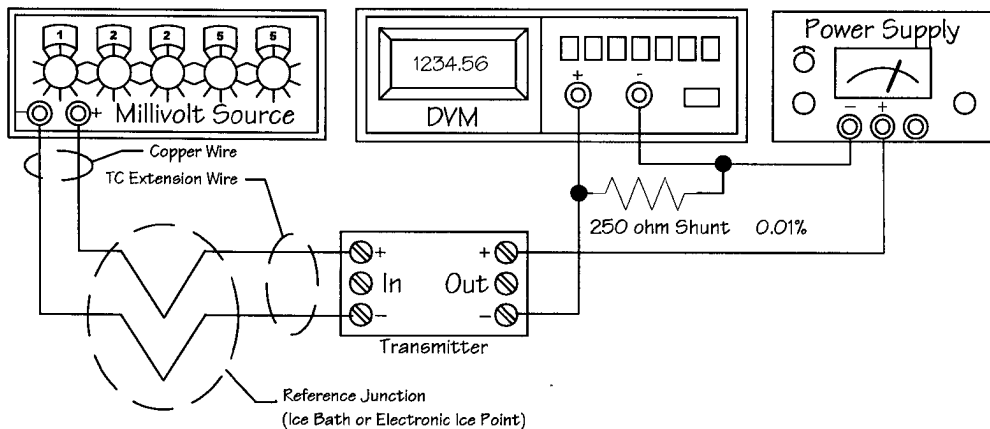 1 2 2 5 5
Millivolt Source
- +
1234.56
DVM
+ -
Power Supply
- +
Copper Wire
TC Extension Wire
250 ohm Shunt 0.01%
+ +
In Out
- -
Transmitter
Reference Junction
(Ice Bath or Electronic Ice Point)